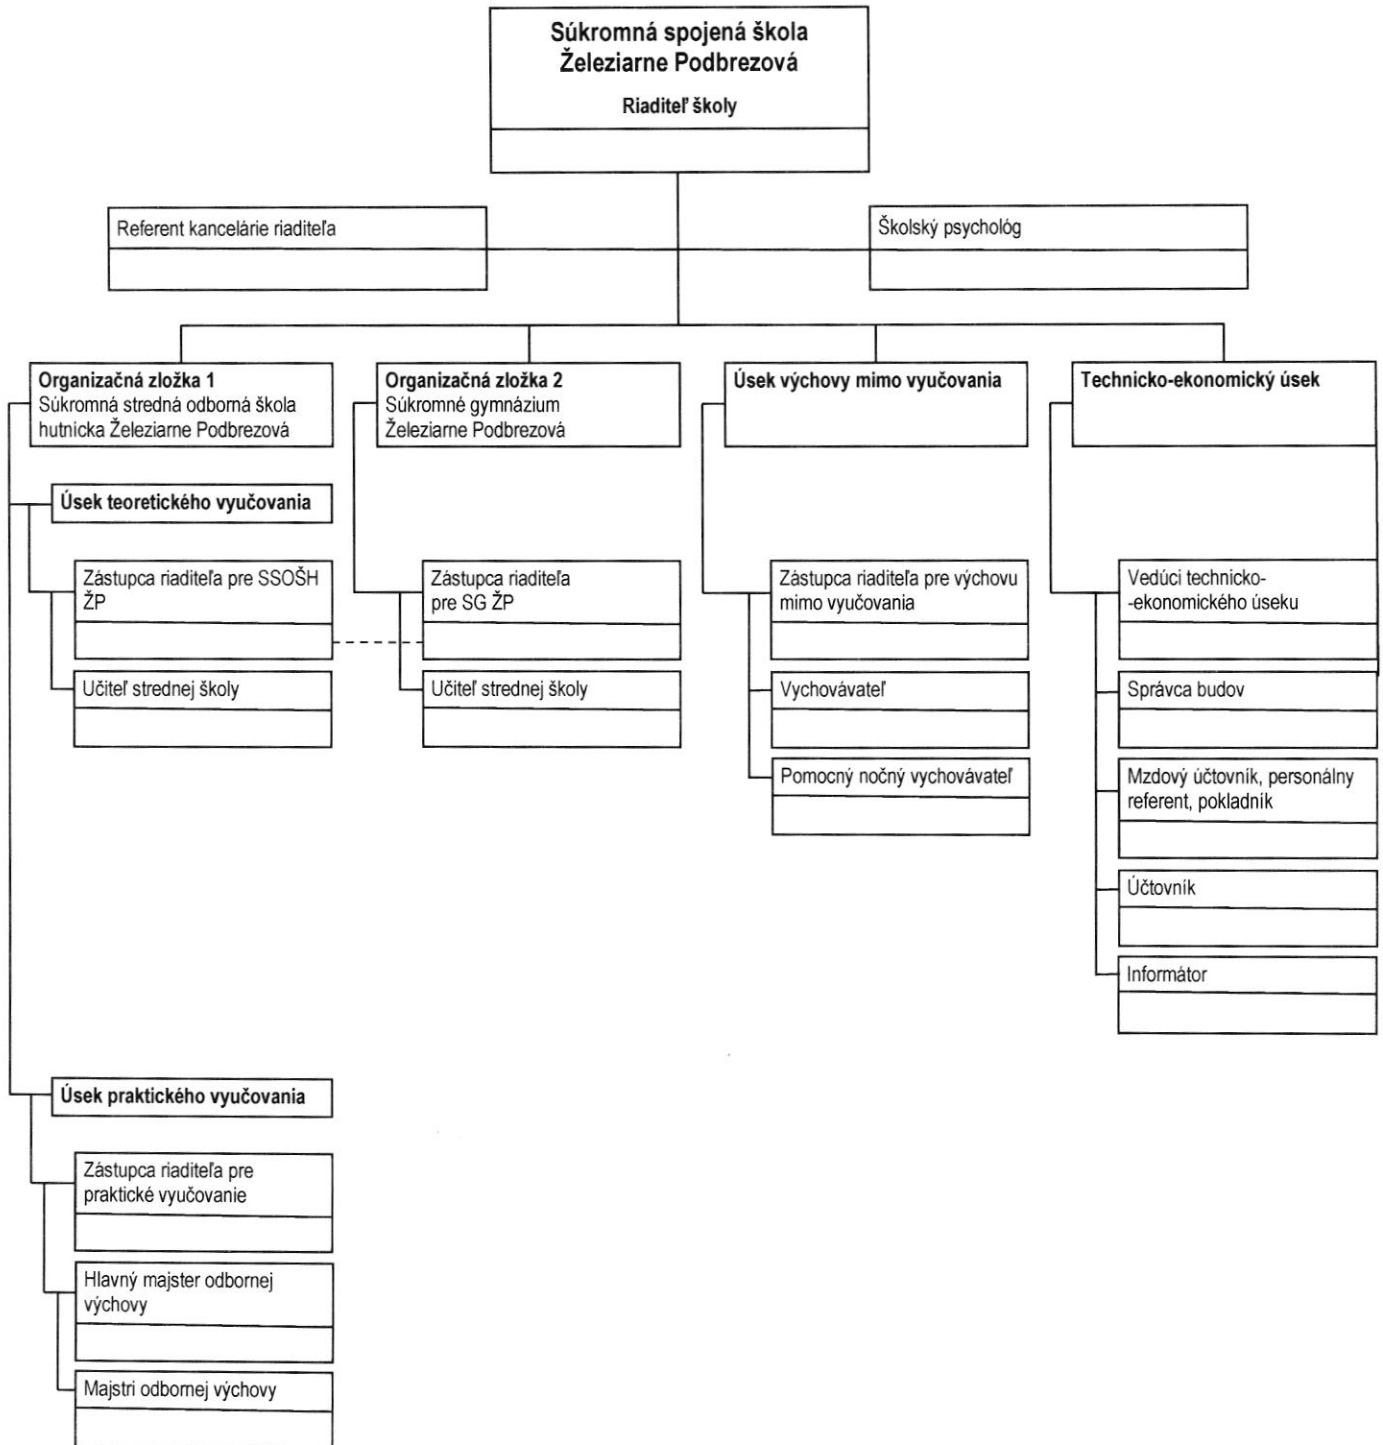 Súkromná spojená škola
Železiarne Podbrezová
Riaditeľ školy
Referent kancelárie riaditeľa
Školský psychológ
Organizačná zložka 1
Súkromná stredná odborná škola
hutnicka Železiarne Podbrezová
Organizačná zložka 2
Súkromné gymnázium
Železiarne Podbrezová
Úsek výchovy mimo vyučovania
Technicko-ekonomický úsek
Úsek teoretického vyučovania
Zástupca riaditeľa pre SSOŠH
ŽP
Učiteľ strednej školy
Zástupca riaditeľa
pre SG ŽP
Učiteľ strednej školy
Zástupca riaditeľa pre výchovu
mimo vyučovania
Vychovávateľ
Pomocný nočný vychovávateľ
Vedúci technicko-
-ekonomického úseku
Správca budov
Mzdový účtovník, personálny
referent, pokladník
Účtovník
Informátor
Úsek praktického vyučovania
Zástupca riaditeľa pre
praktické vyučovanie
Hlavný majster odbornej
výchovy
Majstri odbornej výchovy